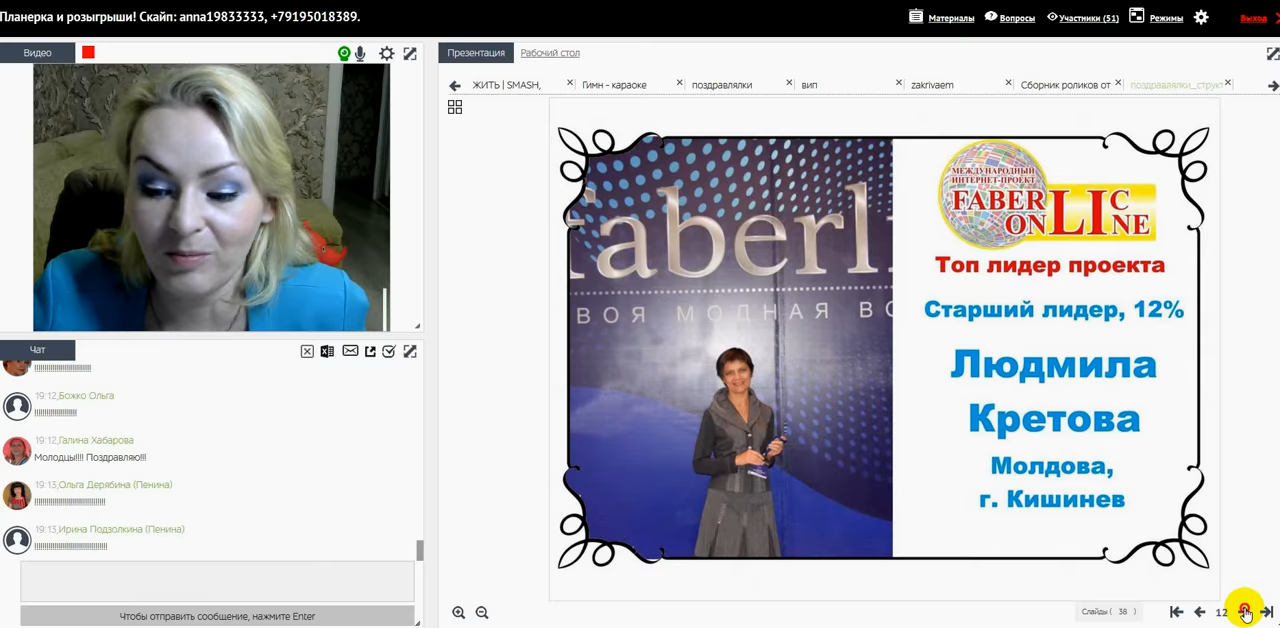 Планерка и розыгрыши! Скайп: anna19833333, +79195018389.
Материалы
Вопросы
Участники (51)
Режимы
Выход
Видео
Презентация
Рабочий стол
ЖИТЬ | SMASH,
Гимн - караоке
поздравлялки
вип
zakrivaem
Сборник роликов от
поздравлялки_структ
faberli
ВОЯ МОДНАЯ ВО
МЕЖДУНАРОДНЫЙ
ИНТЕРНЕТ-ПРОЕКТ
FABERLIC
ONLINE
Топ лидер проекта
Старший лидер, 12%
Людмила
Кретова
Молдова,
г. Кишинев
Чат
!!!!!!!!!!!!!!!!!!!!!!!!!!!!
19:12,Божко Ольга
!!!!!!!!!!!!!!!!!!!!!
19:12,Галина Хабарова
Молодцы!!!! Поздравляю!!!
19:13,Ольга Дерябина (Пенина)
!!!!!!!!!!!!!!!!!!!!!!!!!!!!!!!!!!!
19:13,Ирина Подзолкина (Пенина)
!!!!!!!!!!!!!!!!!!!!!!!!!!!!!!!!!!!!
Чтобы отправить сообщение, нажмите Enter
Слайды ( 38 )
12